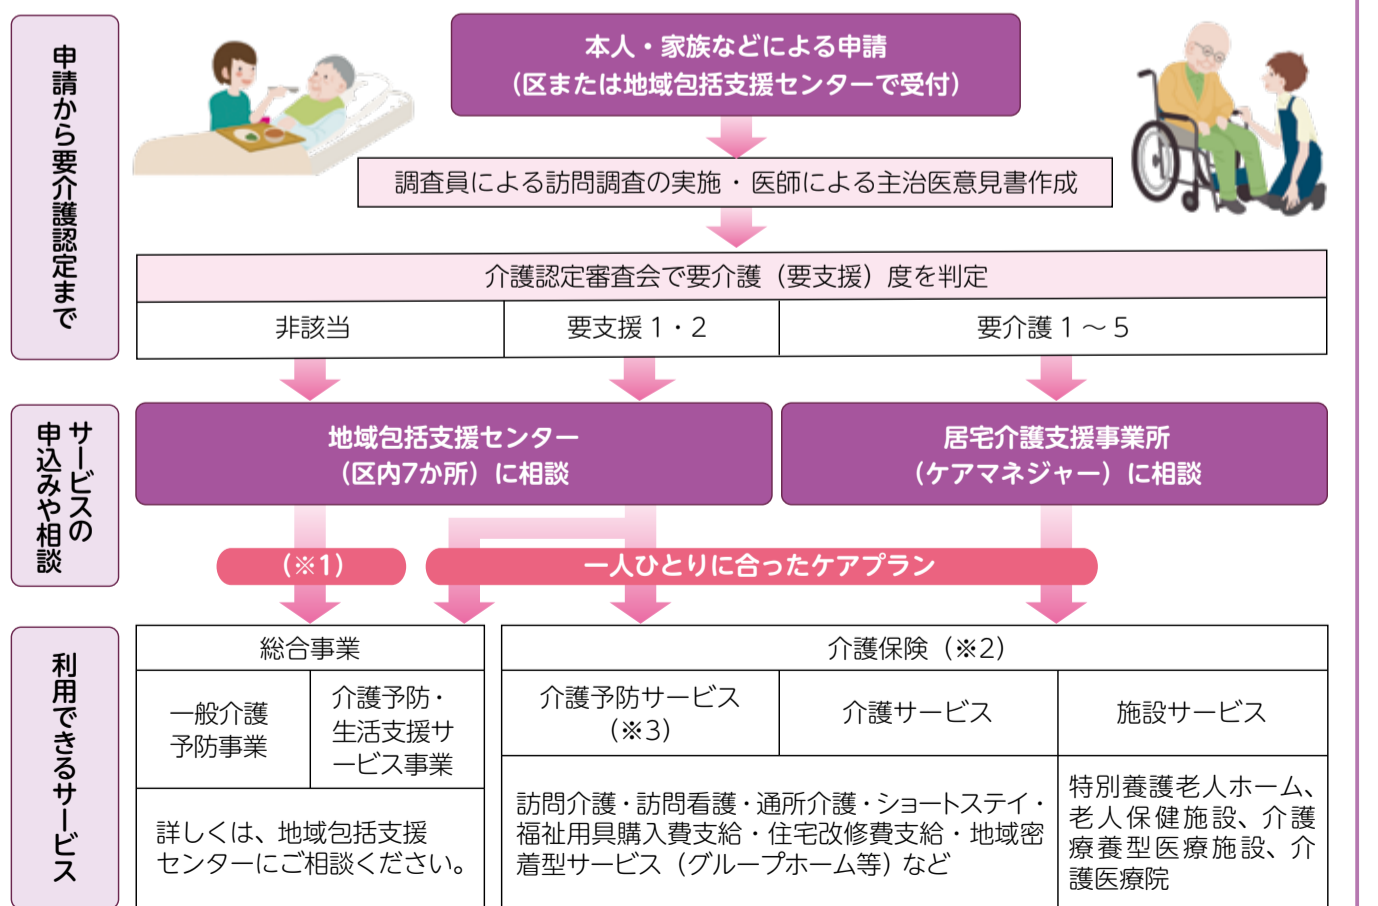 申請から要介護認定まで
本人・家族などによる申請
（区または地域包括支援センターで受付）
調査員による訪問調査の実施・医師による主治医意見書作成
介護認定審査会で要介護（要支援）度を判定
非該当
要支援1・2
要介護1～5
サービスの
申込みや相談
地域包括支援センター
（区内7か所）に相談
居宅介護支援事業所
（ケアマネジャー）に相談
（※1）
一人ひとりに合ったケアプラン
利用できるサービス
総合事業
一般介護
予防事業
介護予防・
生活支援サ
ービス事業
詳しくは、地域包括支援
センターにご相談ください。
介護保険（※2）
介護予防サービス
（※3）
介護サービス
施設サービス
訪問介護・訪問看護・通所介護・ショートステイ・
福祉用具購入費支給・住宅改修費支給・地域密
着型サービス（グループホーム等）など
特別養護老人ホーム、
老人保健施設、介護
療養型医療施設、介
護医療院